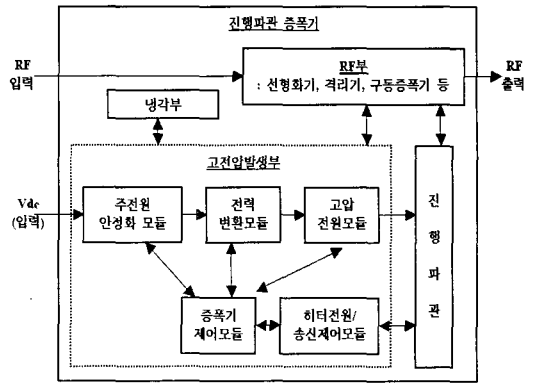 진행파관 증폭기
RF
입력
RF부
: 선형화기, 격리기, 구동증폭기 등
RF
출력
냉각부
고전압발생부
Vdc
(입력)
주전원
안정화 모듈
전력
변환모듈
고압
전원모듈
진
행
파
관
증폭기
제어모듈
히터전원/
송신제어모듈